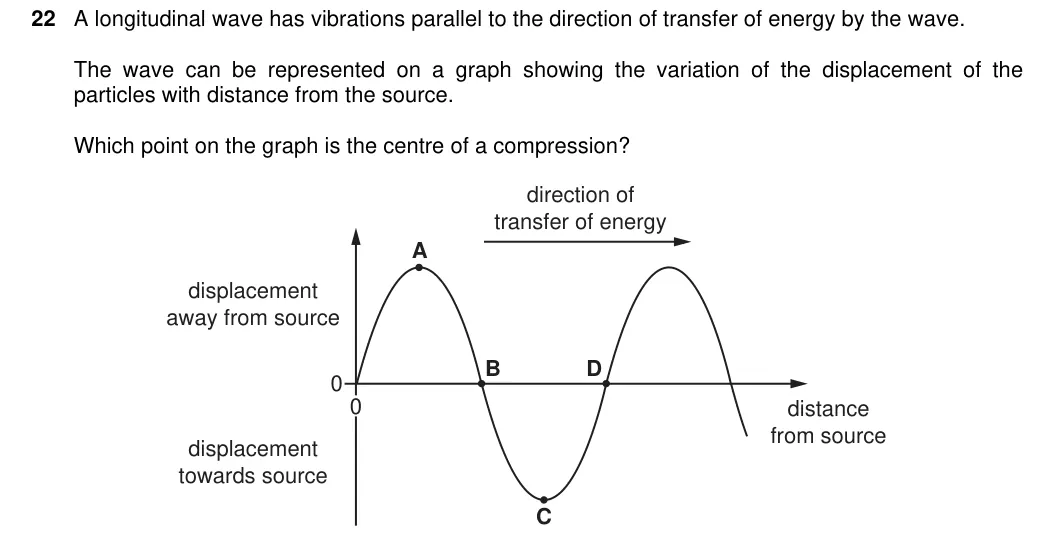 22 A longitudinal wave has vibrations parallel to the direction of transfer of energy by the wave.
The wave can be represented on a graph showing the variation of the displacement of the
particles with distance from the source.
Which point on the graph is the centre of a compression?
direction of
transfer of energy
A
displacement
away from source
B
D
0
0
distance
from source
displacement
towards source
C